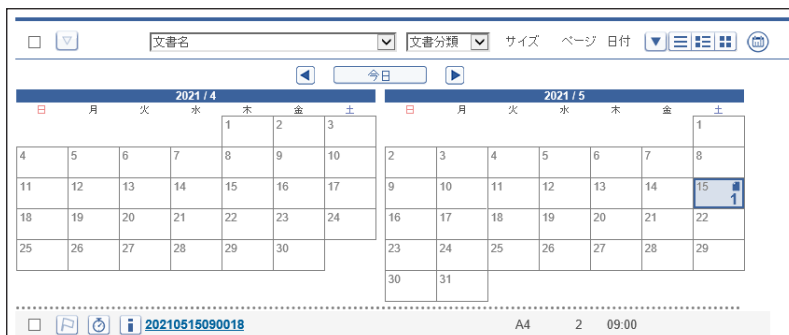 文書名 文書分類 サイズ ページ 日付
今日
2021 / 4 2021 / 5
日 月 火 水 木 金 土 日 月 火 水 木 金 土
1 2 3 1
4 5 6 7 8 9 10 2 3 4 5 6 7 8
11 12 13 14 15 16 17 9 10 11 12 13 14 15 1
18 19 20 21 22 23 24 16 17 18 19 20 21 22
25 26 27 28 29 30 23 24 25 26 27 28 29
30 31
20210515090018 A4 2 09:00